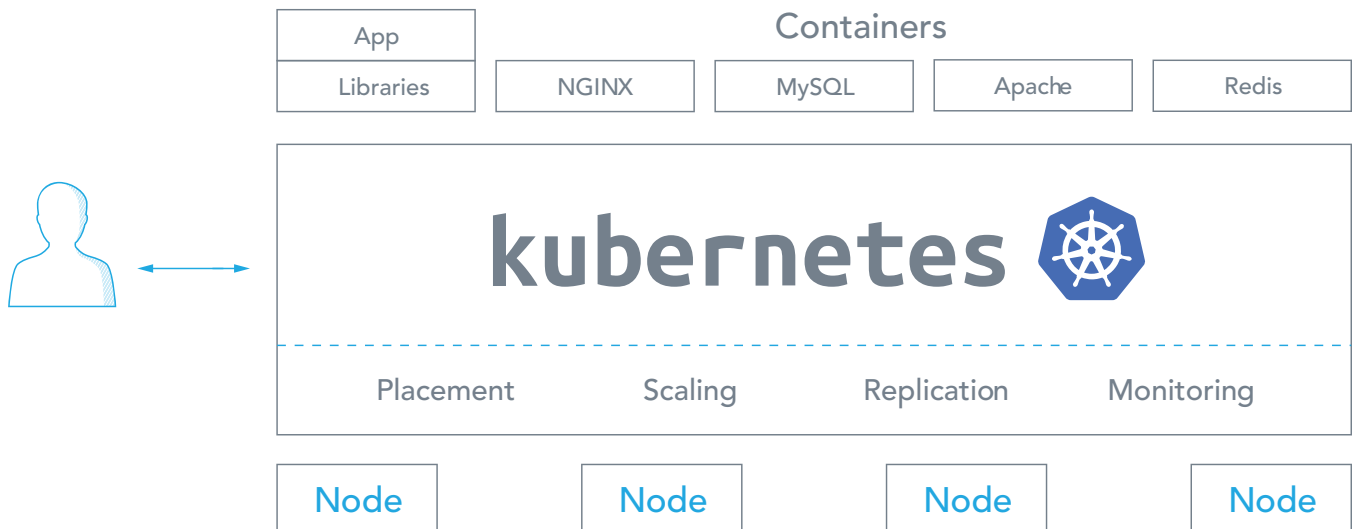 Containers
App
Libraries
NGINX
MySQL
Apache
Redis
kubernetes
Placement
Scaling
Replication
Monitoring
Node
Node
Node
Node